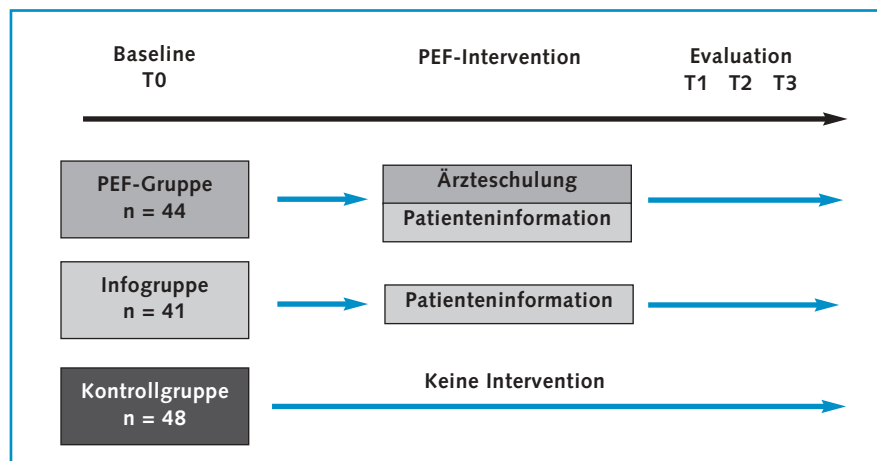 Baseline
T0
PEF-Intervention
Evaluation
T1 T2 T3
PEF-Gruppe
n = 44
Ärzteschulung
Patienteninformation
Infogruppe
n = 41
Patienteninformation
Kontrollgruppe
n = 48
Keine Intervention